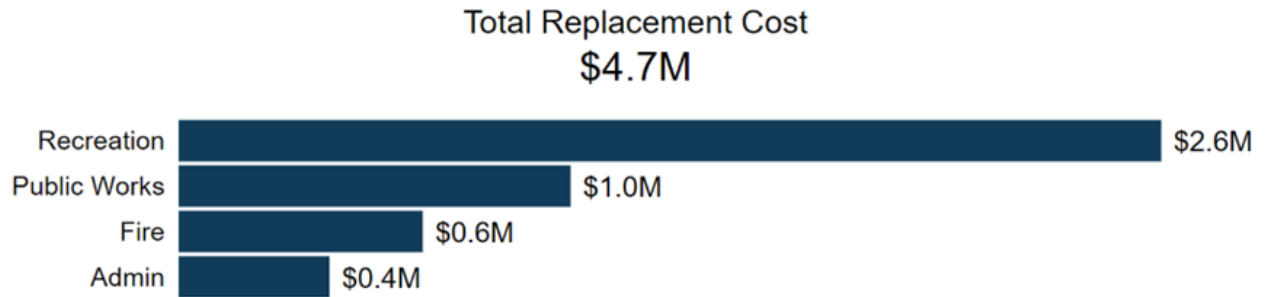 Total Replacement Cost
$4.7M
Recreation $2.6M
Public Works $1.0M
Fire $0.6M
Admin $0.4M